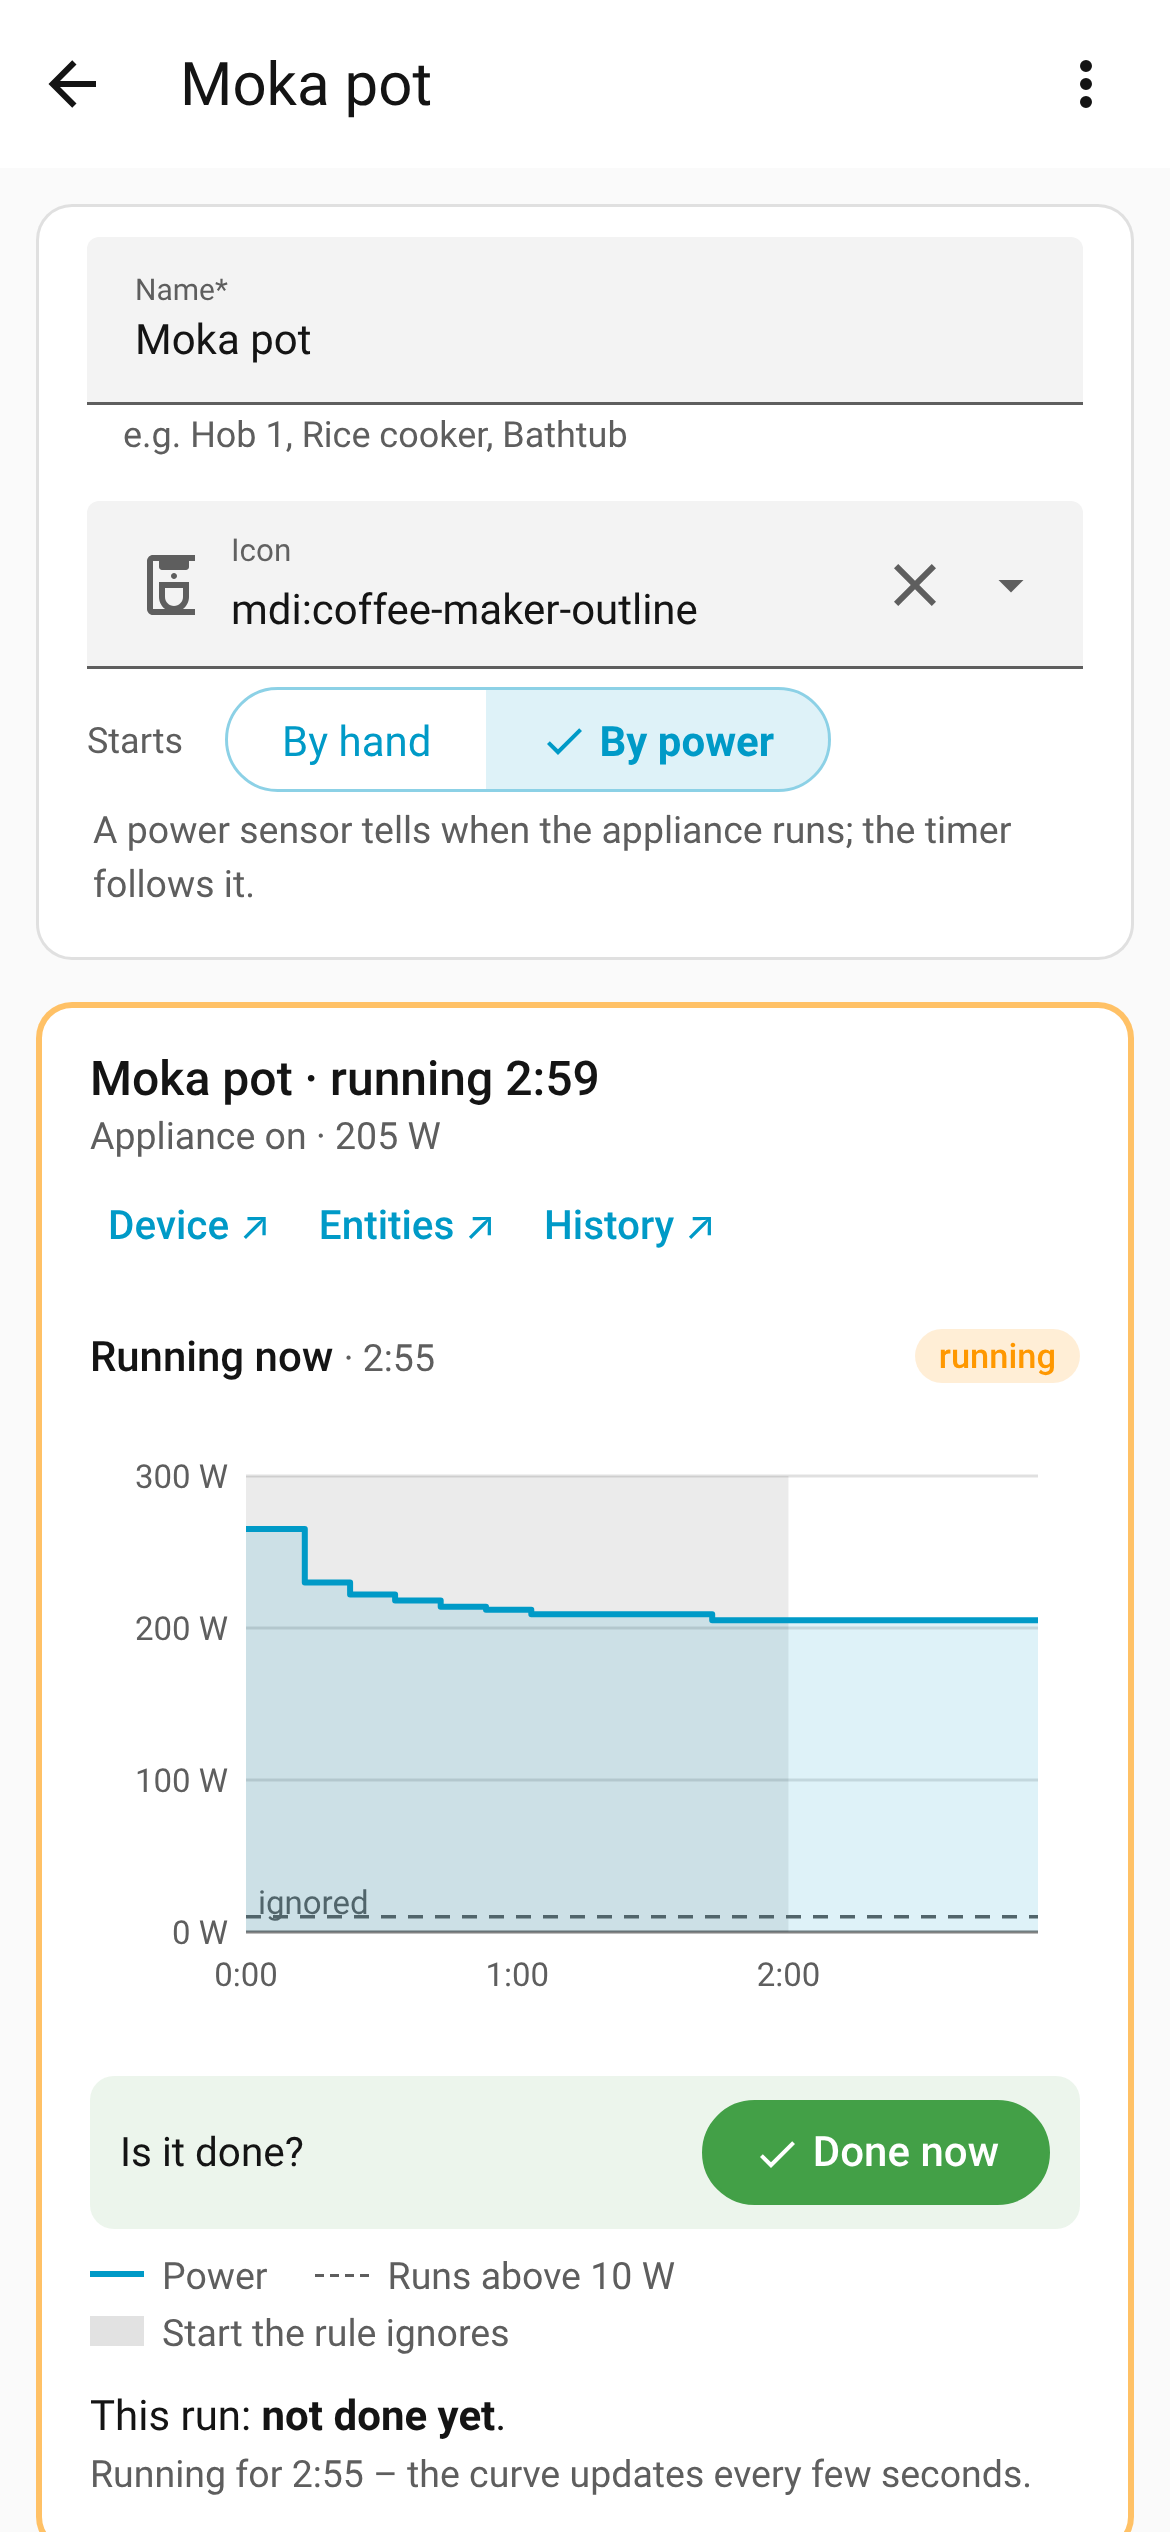 Moka pot
Name*
Moka pot
e.g. Hob 1, Rice cooker, Bathtub
Icon
mdi:coffee-maker-outline
Starts By hand By power
A power sensor tells when the appliance runs; the timer
follows it.
Moka pot · running 2:59
Appliance on · 205 W
Device Entities History
Running now · 2:55 running
300 W
200 W
100 W
ignored
0 W
0:00 1:00 2:00
Is it done? Done now
Power Runs above 10 W
Start the rule ignores
This run: not done yet.
Running for 2:55 – the curve updates every few seconds.